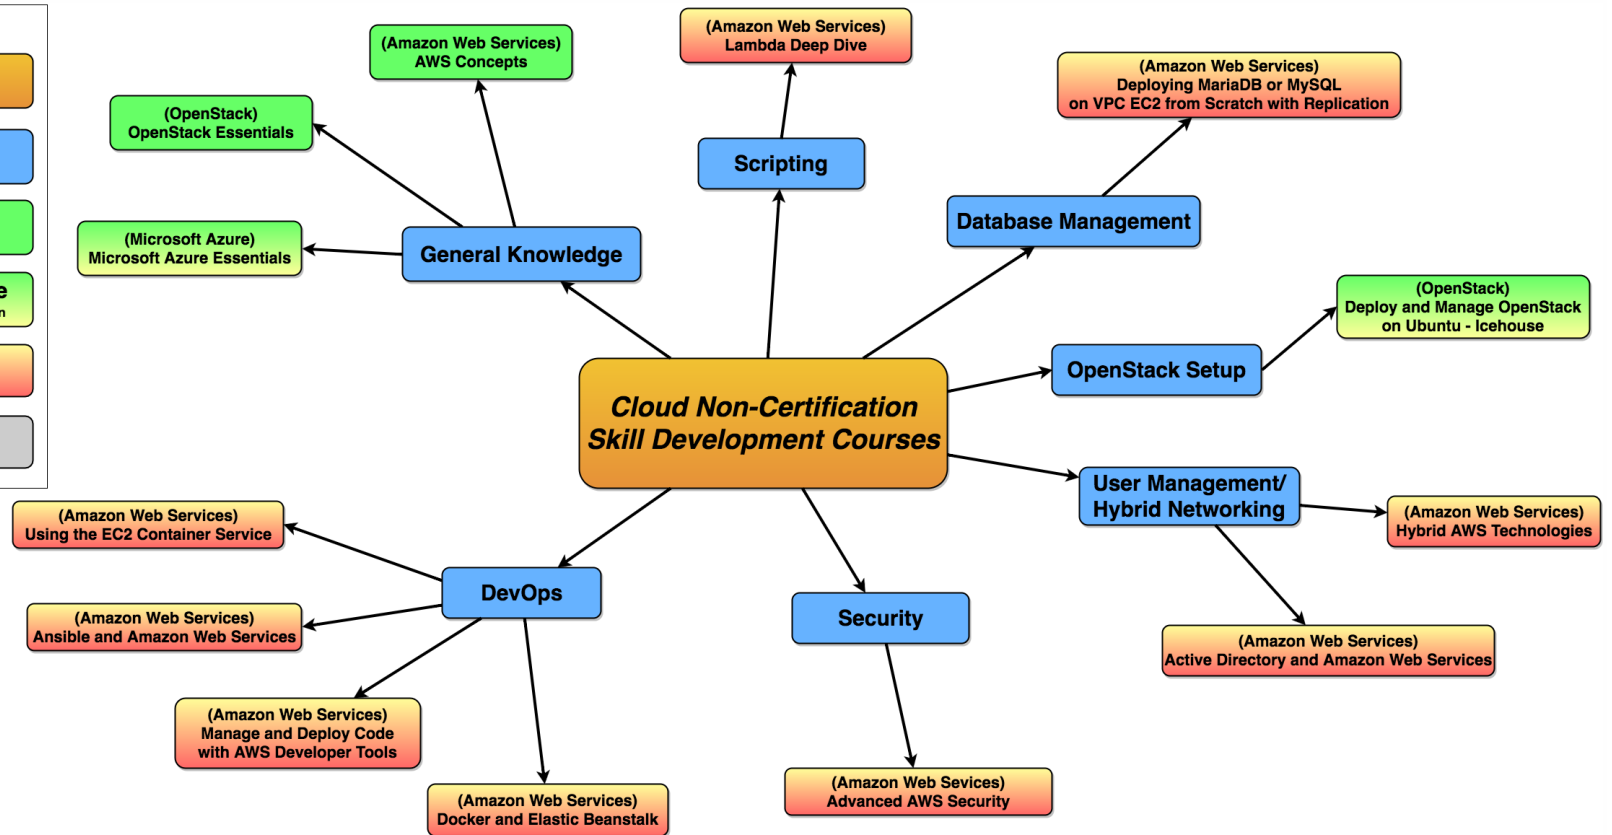 (Amazon Web Services)
AWS Concepts
(OpenStack)
OpenStack Essentials
(Microsoft Azure)
Microsoft Azure Essentials
General Knowledge
(Amazon Web Services)
Lambda Deep Dive
Scripting
(Amazon Web Services)
Deploying MariaDB or MySQL
on VPC EC2 from Scratch with Replication
Database Management
(OpenStack)
Deploy and Manage OpenStack
on Ubuntu - Icehouse
OpenStack Setup
Cloud Non-Certification
Skill Development Courses
User Management/
Hybrid Networking
(Amazon Web Services)
Hybrid AWS Technologies
(Amazon Web Services)
Active Directory and Amazon Web Services
(Amazon Web Services)
Using the EC2 Container Service
DevOps
(Amazon Web Services)
Ansible and Amazon Web Services
(Amazon Web Services)
Manage and Deploy Code
with AWS Developer Tools
(Amazon Web Services)
Docker and Elastic Beanstalk
Security
(Amazon Web Sevices)
Advanced AWS Security